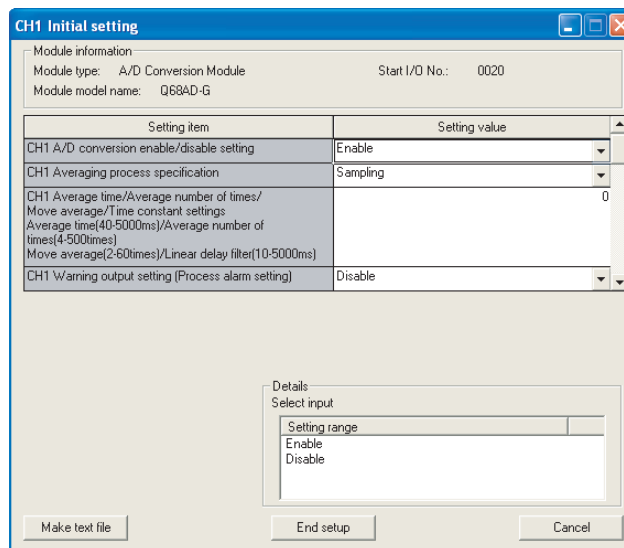 CH1 Initial setting
Module information
Module type: A/D Conversion Module Start I/O No.: 0020
Module model name: Q68AD-G
Setting item Setting value
CH1 A/D conversion enable/disable setting Enable
CH1 Averaging process specification Sampling
CH1 Average time/Average number of times/ 0
Move average/Time constant settings
Average time(40-5000ms)/Average number of
times(4-500times)
Move average(2-60times)/Linear delay filter(10-5000ms)
CH1 Warning output setting (Process alarm setting) Disable
Details
Select input
Setting range
Enable
Disable
Make text file End setup Cancel